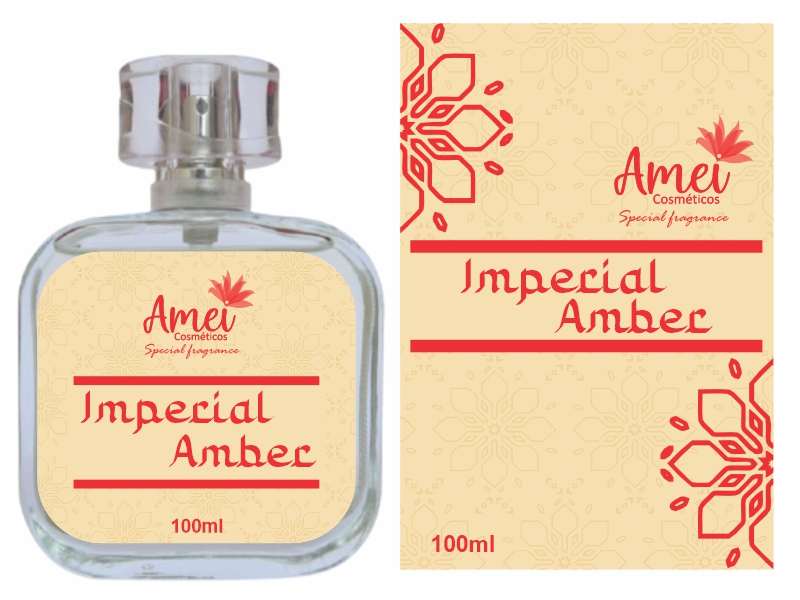 Amei
Cosméticos
Special fragrance
Imperial
Amber
100ml
Amei
Cosméticos
Special fragrance
Imperial
Amber
100ml